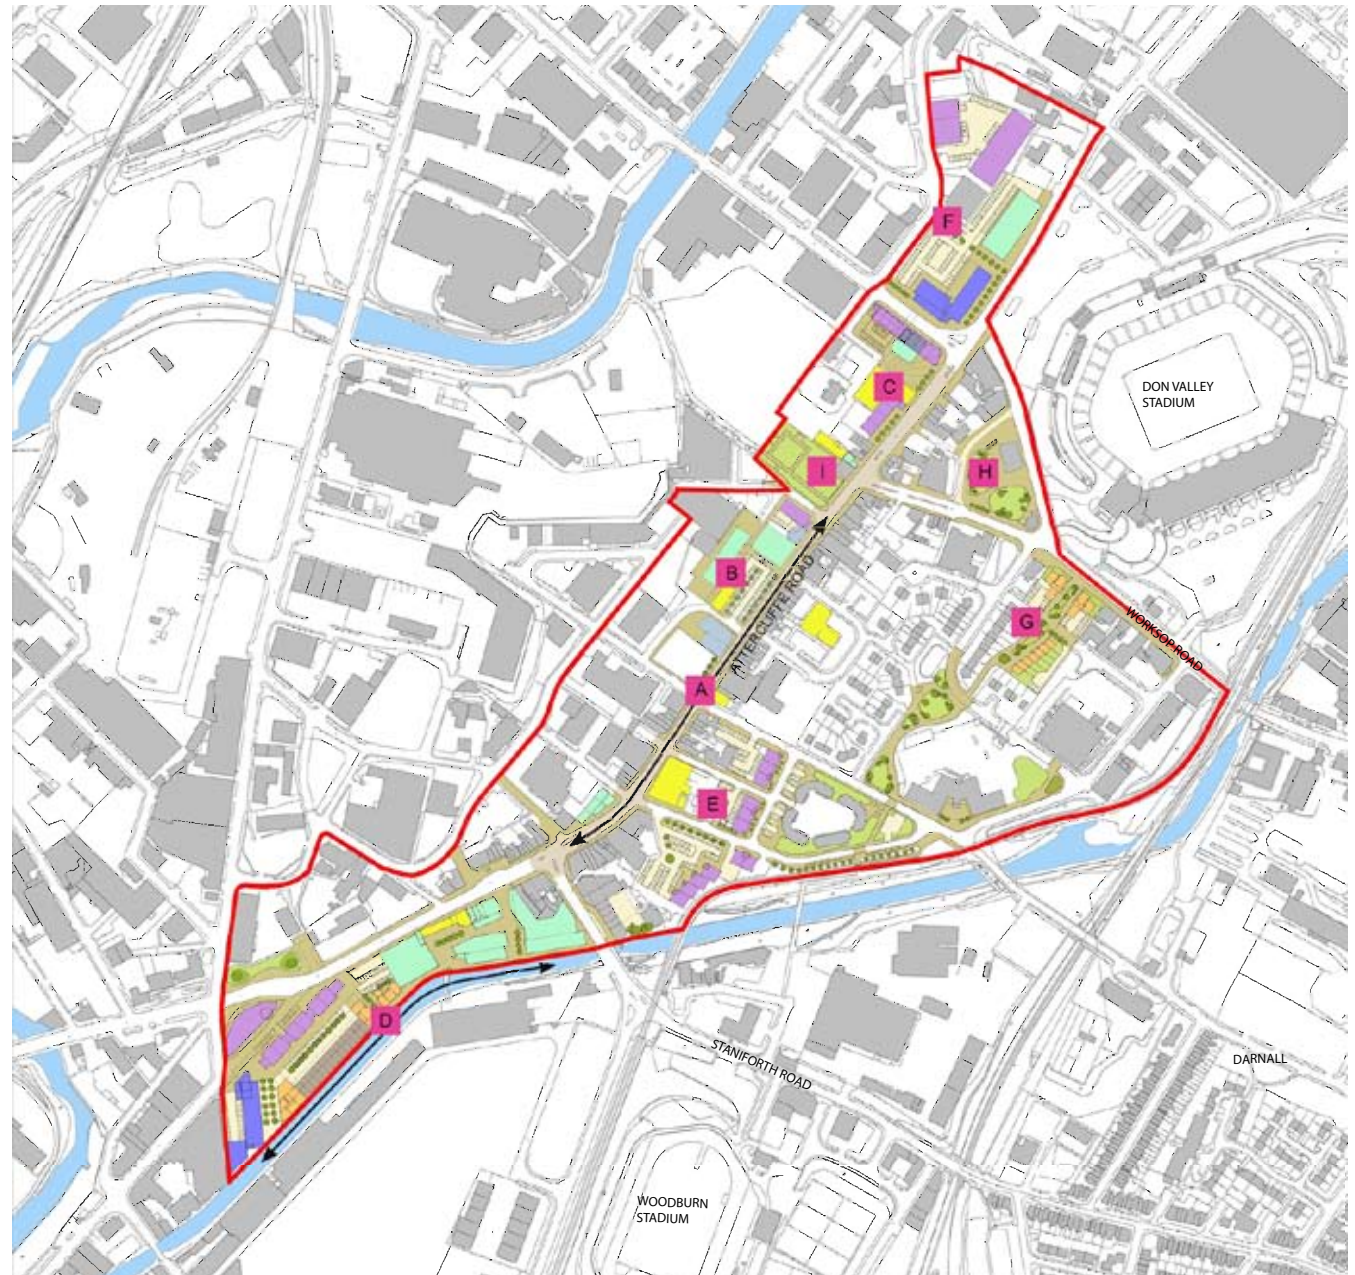 F
DON VALLEY
STADIUM
C
I
H
B
ATTERCLIFFE ROAD
G
WORKSOP ROAD
A
E
D
STANIFORTH ROAD
DARNALL
WOODBURN
STADIUM